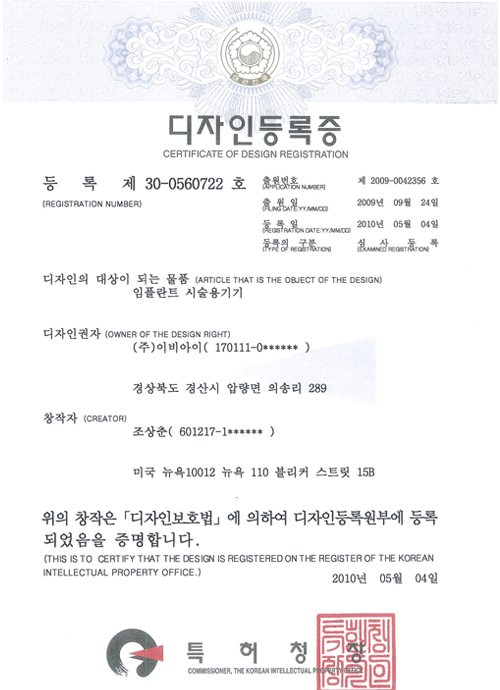 대한민국
디자인등록증
CERTIFICATE OF DESIGN REGISTRATION
등 록 제 30-0560722 호
(REGISTRATION NUMBER)
출원번호 제 2009-0042356 호
(APPLICATION NUMBER)
출 원 일 2009년 09월 24일
(FILING DATE:YY/MM/DD)
등 록 일 2010년 05월 04일
(REGISTRATION DATE:YY/MM/DD)
등록의 구분 심 사 등 록
(TYPE OF REGISTRATION) (EXAMINED REGISTRATION)
디자인의 대상이 되는 물품 (ARTICLE THAT IS THE OBJECT OF THE DESIGN)
임플란트 시술용기기
디자인권자 (OWNER OF THE DESIGN RIGHT)
(주)이비아이( 170111-0****** )
경상북도 경산시 압량면 의송리 289
창작자 (CREATOR)
조상춘( 601217-1****** )
미국 뉴욕10012 뉴욕 110 블리커 스트릿 15B
위의 창작은 「디자인보호법」에 의하여 디자인등록원부에 등록
되었음을 증명합니다.
(THIS IS TO CERTIFY THAT THE DESIGN IS REGISTERED ON THE REGISTER OF THE KOREAN
INTELLECTUAL PROPERTY OFFICE.)
2010년 05월 04일
특 허 청 장
COMMISSIONER, THE KOREAN INTELLECTUAL PROPERTY OFFICE